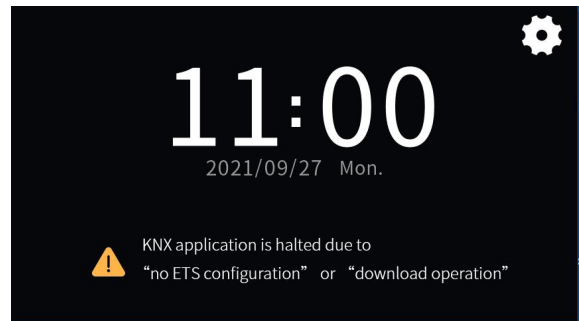 11:00
2021/09/27 Mon.
KNX application is halted due to
“no ETS configuration” or “download operation”